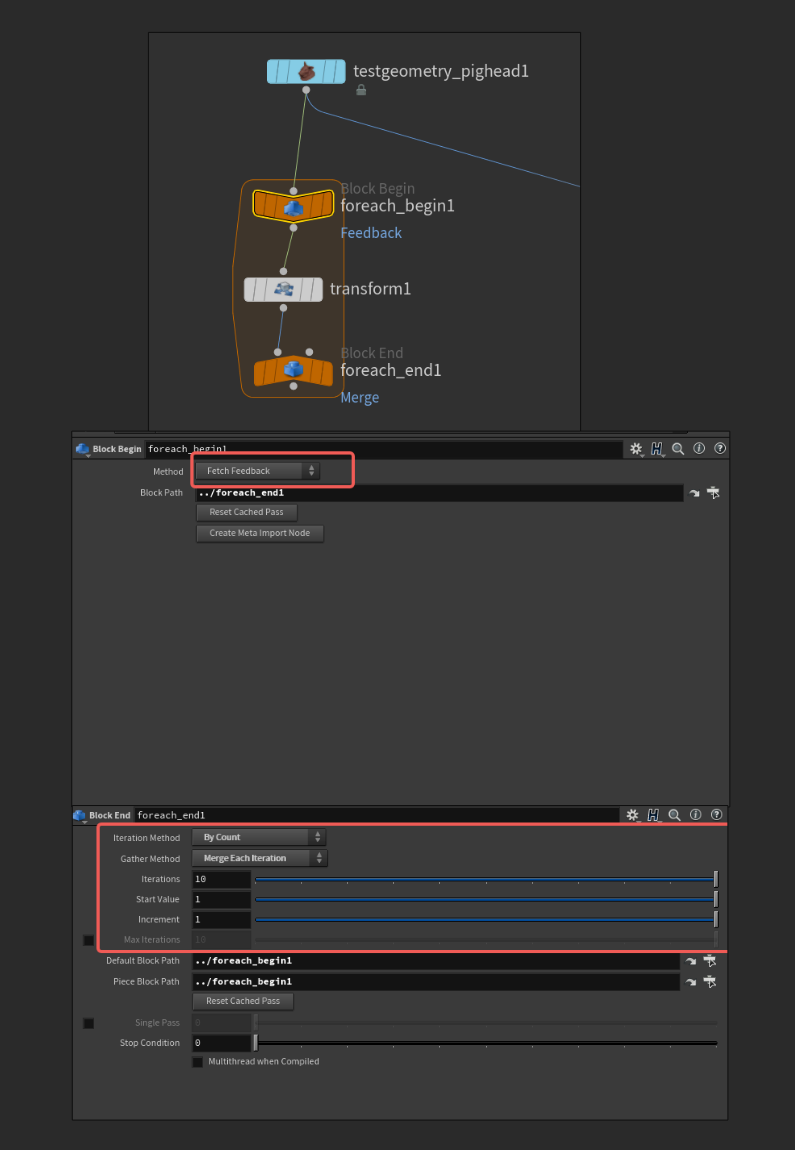 testgeometry_pighead1
Block Begin
foreach_begin1
Feedback
transform1
Block End
foreach_end1
Merge
Block Begin foreach_begin1
Method Fetch Feedback
Block Path ../foreach_end1
Reset Cached Pass
Create Meta Import Node
Block End foreach_end1
Iteration Method By Count
Gather Method Merge Each Iteration
Iterations 10
Start Value 1
Increment 1
Max Iterations 10
Default Block Path ../foreach_begin1
Piece Block Path ../foreach_begin1
Reset Cached Pass
Single Pass 0
Stop Condition 0
Multithread when Compiled